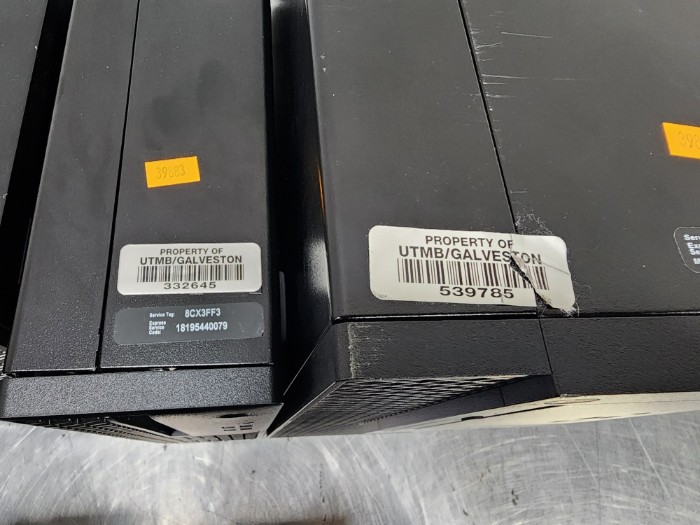 39883
PROPERTY OF
UTMB/GALVESTON
332645
Service Tag: 8CX3FF3
Express
Service
Code: 18195440079
PROPERTY OF
UTMB/GALVESTON
539785